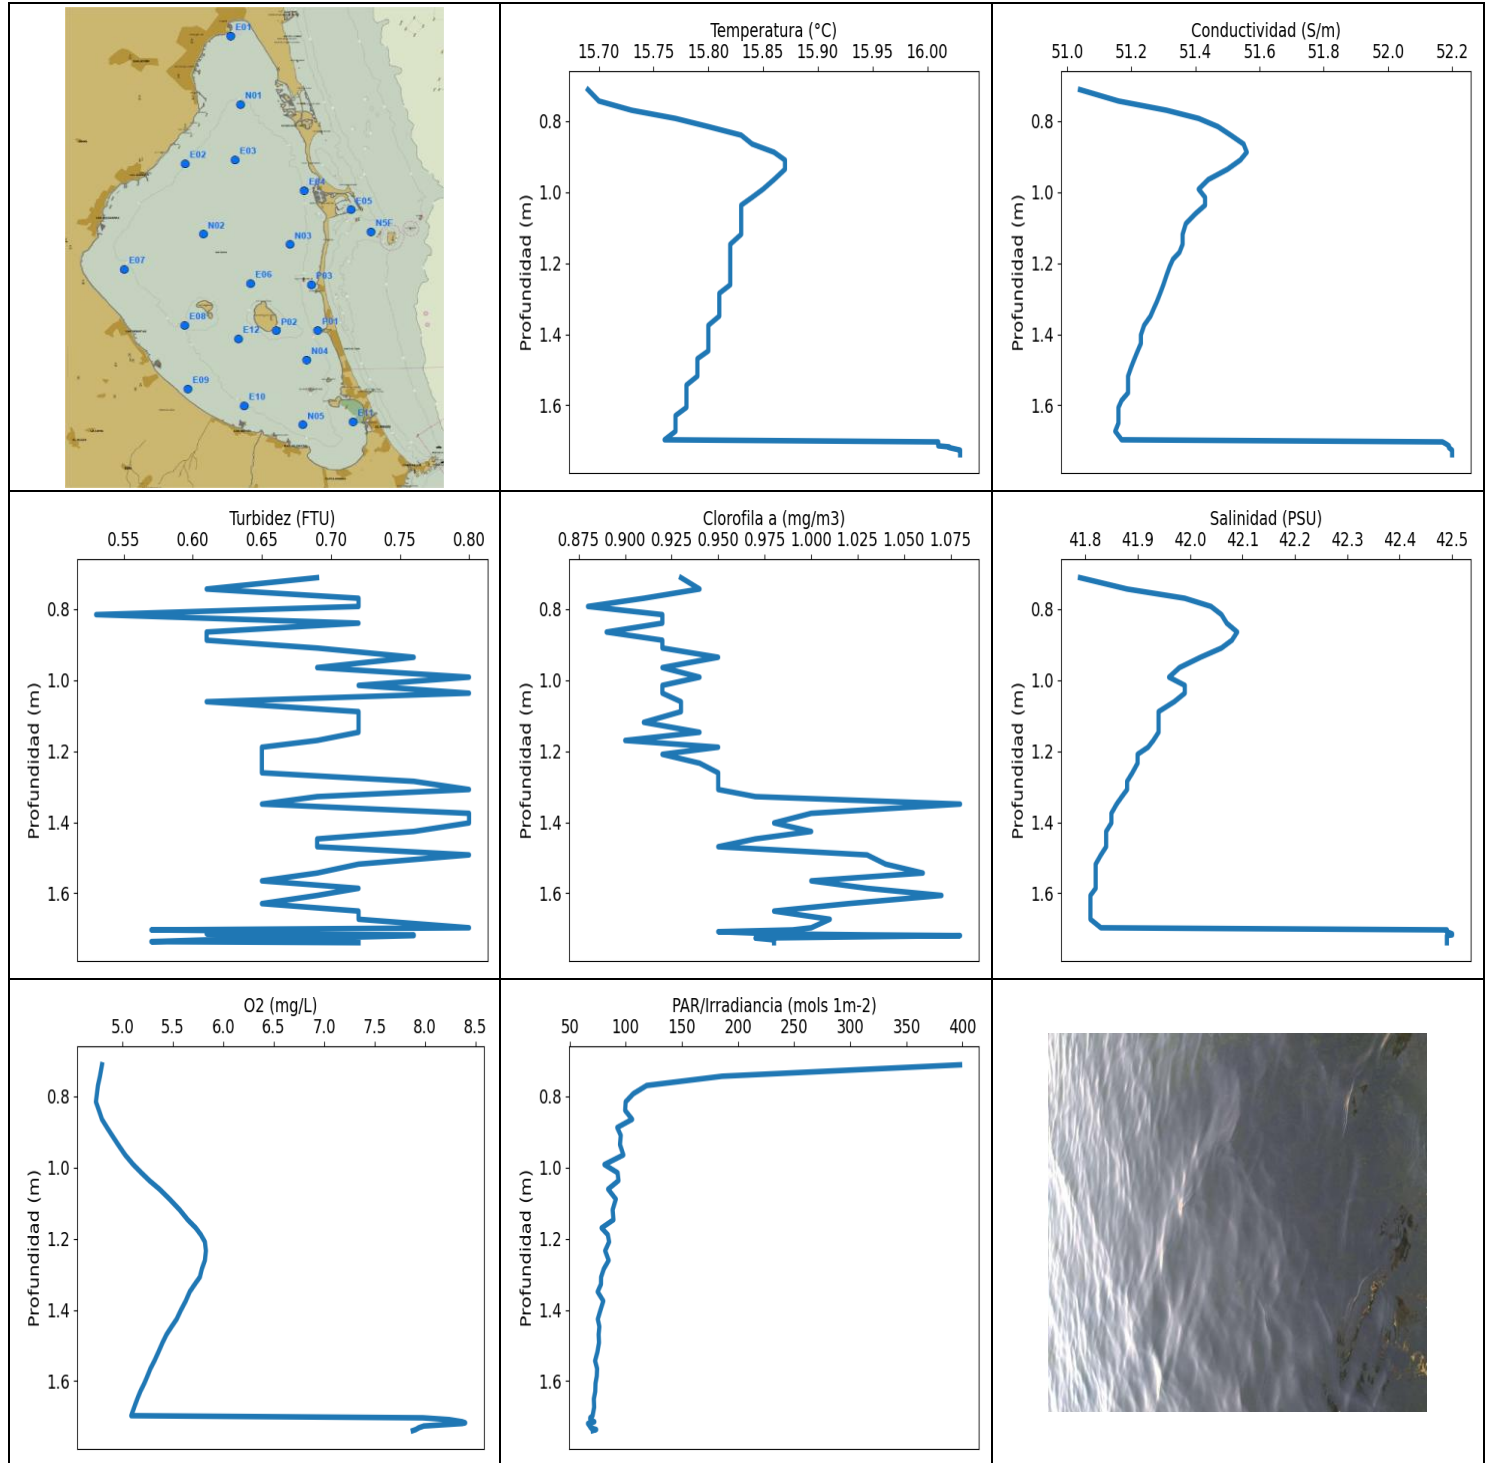 E01
N01
E02
E03
E04
E05
N02
N03
N5F
E07
E06
P03
E08
E12
P02
P01
N04
E09
E10
N05
E11
Temperatura (°C)
15.70 15.75 15.80 15.85 15.90 15.95 16.00
Profundidad (m)
0.8
1.0
1.2
1.4
1.6
Conductividad (S/m)
51.0 51.2 51.4 51.6 51.8 52.0 52.2
Profundidad (m)
0.8
1.0
1.2
1.4
1.6
Turbidez (FTU)
0.55 0.60 0.65 0.70 0.75 0.80
Profundidad (m)
0.8
1.0
1.2
1.4
1.6
Clorofila a (mg/m3)
0.875 0.900 0.925 0.950 0.975 1.000 1.025 1.050 1.075
Profundidad (m)
0.8
1.0
1.2
1.4
1.6
Salinidad (PSU)
41.8 41.9 42.0 42.1 42.2 42.3 42.4 42.5
Profundidad (m)
0.8
1.0
1.2
1.4
1.6
O2 (mg/L)
5.0 5.5 6.0 6.5 7.0 7.5 8.0 8.5
Profundidad (m)
0.8
1.0
1.2
1.4
1.6
PAR/Irradiancia (mols 1m-2)
50 100 150 200 250 300 350 400
Profundidad (m)
0.8
1.0
1.2
1.4
1.6